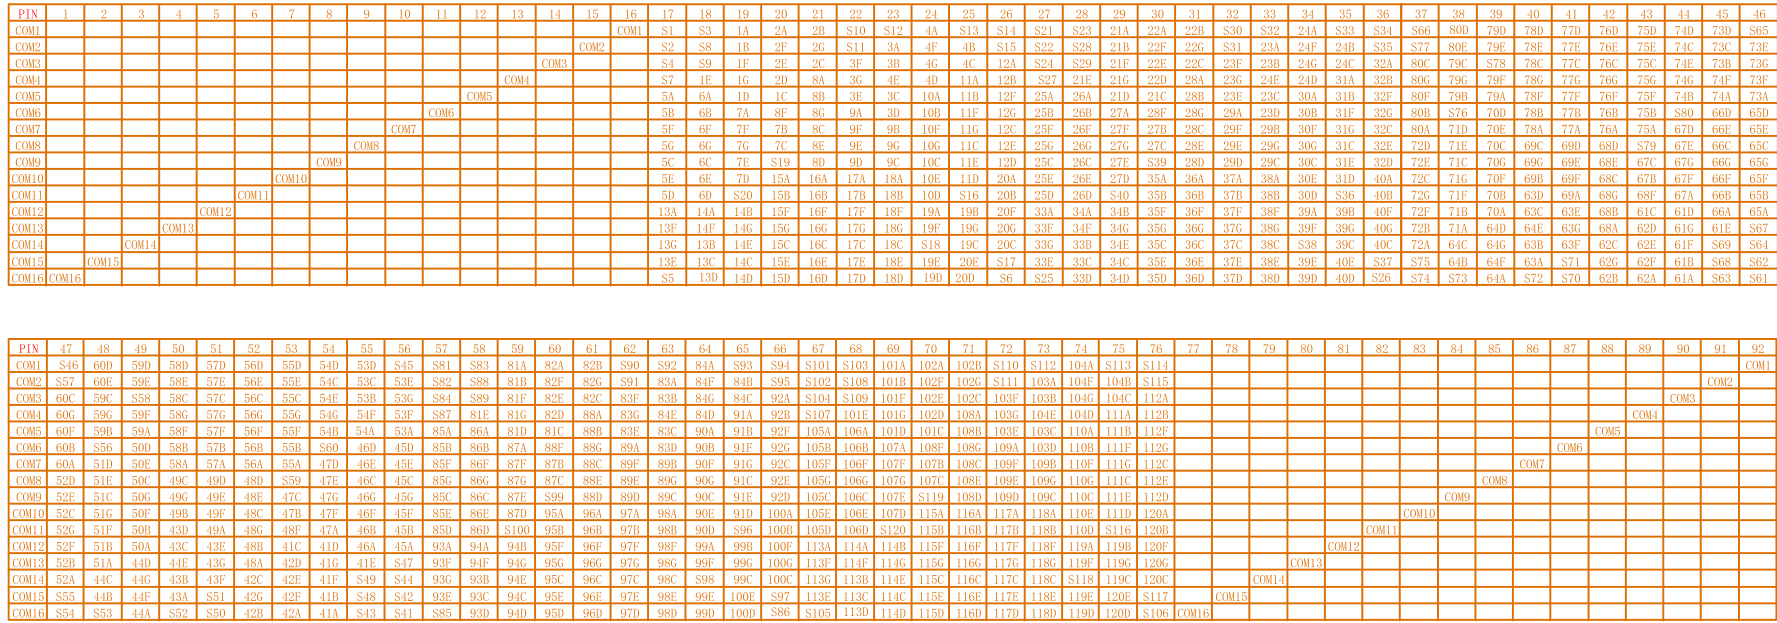 PIN 1 2 3 4 5 6 7 8 9 10 11 12 13 14 15 16 17 18 19 20 21 22 23 24 25 26 27 28 29 30 31 32 33 34 35 36 37 38 39 40 41 42 43 44 45 46
COM1 COM1 S1 S3 1A 2A 2B S10 S12 4A S13 S14 S21 S23 21A 22A 22B S30 S32 24A S33 S34 S66 80D 79D 78D 77D 76D 75D 74D 73D S65
COM2 COM2 S2 S8 1B 2F 2G S11 3A 4F 4B S15 S22 S28 21B 22F 22G S31 23A 24F 24B S35 S77 80E 79E 78E 77E 76E 75E 74C 73C 73E
COM3 COM3 S4 S9 1F 2E 2C 3F 3B 4G 4C 12A S24 S29 21F 22E 22C 23F 23B 24G 24C 32A 80C 79C S78 78C 77C 76C 75C 74E 73B 73G
COM4 COM4 S7 1E 1G 2D 8A 3G 4E 4D 11A 12B S27 21E 21G 22D 28A 23G 24E 24D 31A 32B 80G 79G 79F 78G 77G 76G 75G 74G 74F 73F
COM5 COM5 5A 6A 1D 1C 8B 3E 3C 10A 11B 12F 25A 26A 21D 21C 28B 23E 23C 30A 31B 32F 80F 79B 79A 78F 77F 76F 75F 74B 74A 73A
COM6 COM6 5B 6B 7A 8F 8G 9A 3D 10B 11F 12G 25B 26B 27A 28F 28G 29A 23D 30B 31F 32G 80B S76 70D 78B 77B 76B 75B S80 66D 65D
COM7 COM7 5F 6F 7F 7B 8C 9F 9B 10F 11G 12C 25F 26F 27F 27B 28C 29F 29B 30F 31G 32C 80A 71D 70E 78A 77A 76A 75A 67D 66E 65E
COM8 COM8 5G 6G 7G 7C 8E 9E 9G 10G 11C 12E 25G 26G 27G 27C 28E 29E 29G 30G 31C 32E 72D 71E 70C 69C 69D 68D S79 67E 66C 65C
COM9 COM9 5C 6C 7E S19 8D 9D 9C 10C 11E 12D 25C 26C 27E S39 28D 29D 29C 30C 31E 32D 72E 71C 70G 69G 69E 68E 67C 67G 66G 65G
COM10 COM10 5E 6E 7D 15A 16A 17A 18A 10E 11D 20A 25E 26E 27D 35A 36A 37A 38A 30E 31D 40A 72C 71G 70F 69B 69F 68C 67B 67F 66F 65F
COM11 COM11 5D 6D S20 15B 16B 17B 18B 10D S16 20B 25D 26D S40 35B 36B 37B 38B 30D S36 40B 72G 71F 70B 63D 69A 68G 68F 67A 66B 65B
COM12 COM12 13A 14A 14B 15F 16F 17F 18F 19A 19B 20F 33A 34A 34B 35F 36F 37F 38F 39A 39B 40F 72F 71B 70A 63C 63E 68B 61C 61D 66A 65A
COM13 COM13 13F 14F 14G 15G 16G 17G 18G 19F 19G 20G 33F 34F 34G 35G 36G 37G 38G 39F 39G 40G 72B 71A 64D 64E 63G 68A 62D 61G 61E S67
COM14 COM14 13G 13B 14E 15C 16C 17C 18C S18 19C 20C 33G 33B 34E 35C 36C 37C 38C S38 39C 40C 72A 64C 64G 63B 63F 62C 62E 61F S69 S64
COM15 COM15 13E 13C 14C 15E 16E 17E 18E 19E 20E S17 33E 33C 34C 35E 36E 37E 38E 39E 40E S37 S75 64B 64F 63A S71 62G 62F 61B S68 S62
COM16 COM16 S5 13D 14D 15D 16D 17D 18D 19D 20D S6 S25 33D 34D 35D 36D 37D 38D 39D 40D S26 S74 S73 64A S72 S70 62B 62A 61A S63 S61
PIN 47 48 49 50 51 52 53 54 55 56 57 58 59 60 61 62 63 64 65 66 67 68 69 70 71 72 73 74 75 76 77 78 79 80 81 82 83 84 85 86 87 88 89 90 91 92
COM1 S46 60D 59D 58D 57D 56D 55D 54D 53D S45 S81 S83 81A 82A 82B S90 S92 84A S93 S94 S101 S103 101A 102A 102B S110 S112 104A S113 S114 COM1
COM2 S57 60E 59E 58E 57E 56E 55E 54C 53C 53E S82 S88 81B 82F 82G S91 83A 84F 84B S95 S102 S108 101B 102F 102G S111 103A 104F 104B S115 COM2
COM3 60C 59C S58 58C 57C 56C 55C 54E 53B 53G S84 S89 81F 82E 82C 83F 83B 84G 84C 92A S104 S109 101F 102E 102C 103F 103B 104G 104C 112A COM3
COM4 60G 59G 59F 58G 57G 56G 55G 54G 54F 53F S87 81E 81G 82D 88A 83G 84E 84D 91A 92B S107 101E 101G 102D 108A 103G 104E 104D 111A 112B COM4
COM5 60F 59B 59A 58F 57F 56F 55F 54B 54A 53A 85A 86A 81D 81C 88B 83E 83C 90A 91B 92F 105A 106A 101D 101C 108B 103E 103C 110A 111B 112F COM5
COM6 60B S56 50D 58B 57B 56B 55B S60 46D 45D 85B 86B 87A 88F 88G 89A 83D 90B 91F 92G 105B 106B 107A 108F 108G 109A 103D 110B 111F 112G COM6
COM7 60A 51D 50E 58A 57A 56A 55A 47D 46E 45E 85F 86F 87F 87B 88C 89F 89B 90F 91G 92C 105F 106F 107F 107B 108C 109F 109B 110F 111G 112C COM7
COM8 52D 51E 50C 49C 49D 48D S59 47E 46C 45C 85G 86G 87G 87C 88E 89E 89G 90G 91C 92E 105G 106G 107G 107C 108E 109E 109G 110G 111C 112E COM8
COM9 52E 51C 50G 49G 49E 48E 47C 47G 46G 45G 85C 86C 87E S99 88D 89D 89C 90C 91E 92D 105C 106C 107E S119 108D 109D 109C 110C 111E 112D COM9
COM10 52C 51G 50F 49B 49F 48C 47B 47F 46F 45F 85E 86E 87D 95A 96A 97A 98A 90E 91D 100A 105E 106E 107D 115A 116A 117A 118A 110E 111D 120A COM10
COM11 52G 51F 50B 43D 49A 48G 48F 47A 46B 45B 85D 86D S100 95B 96B 97B 98B 90D S96 100B 105D 106D S120 115B 116B 117B 118B 110D S116 120B COM11
COM12 52F 51B 50A 43C 43E 48B 41C 41D 46A 45A 93A 94A 94B 95F 96F 97F 98F 99A 99B 100F 113A 114A 114B 115F 116F 117F 118F 119A 119B 120F COM12
COM13 52B 51A 44D 44E 43G 48A 42D 41G 41E S47 93F 94F 94G 95G 96G 97G 98G 99F 99G 100G 113F 114F 114G 115G 116G 117G 118G 119F 119G 120G COM13
COM14 52A 44C 44G 43B 43F 42C 42E 41F S49 S44 93G 93B 94E 95C 96C 97C 98C S98 99C 100C 113G 113B 114E 115C 116C 117C 118C S118 119C 120C COM14
COM15 S55 44B 44F 43A S51 42G 42F 41B S48 S42 93E 93C 94C 95E 96E 97E 98E 99E 100E S97 113E 113C 114C 115E 116E 117E 118E 119E 120E S117 COM15
COM16 S54 S53 44A S52 S50 42B 42A 41A S43 S41 S85 93D 94D 95D 96D 97D 98D 99D 100D S86 S105 113D 114D 115D 116D 117D 118D 119D 120D S106 COM16